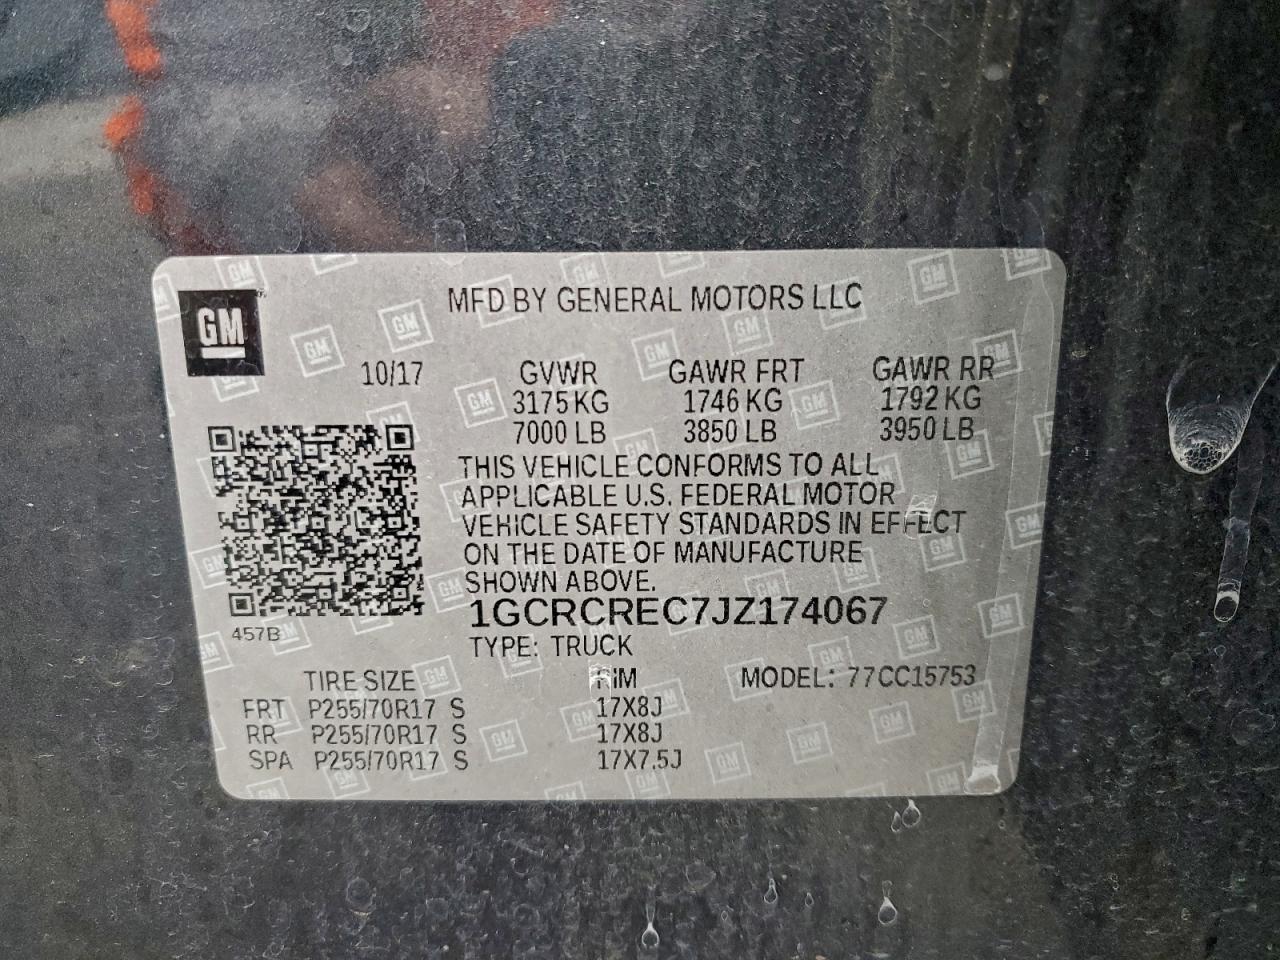 GM
MFD BY GENERAL MOTORS LLC
10/17 GVWR GAWR FRT GAWR RR
3175 KG 1746 KG 1792 KG
7000 LB 3850 LB 3950 LB
THIS VEHICLE CONFORMS TO ALL
APPLICABLE U.S. FEDERAL MOTOR
VEHICLE SAFETY STANDARDS IN EFFECT
ON THE DATE OF MANUFACTURE
SHOWN ABOVE.
1GCRCREC7JZ174067
457B
TYPE: TRUCK
TIRE SIZE RIM MODEL: 77CC15753
FRT P255/70R17 S 17X8J
RR P255/70R17 S 17X8J
SPA P255/70R17 S 17X7.5J